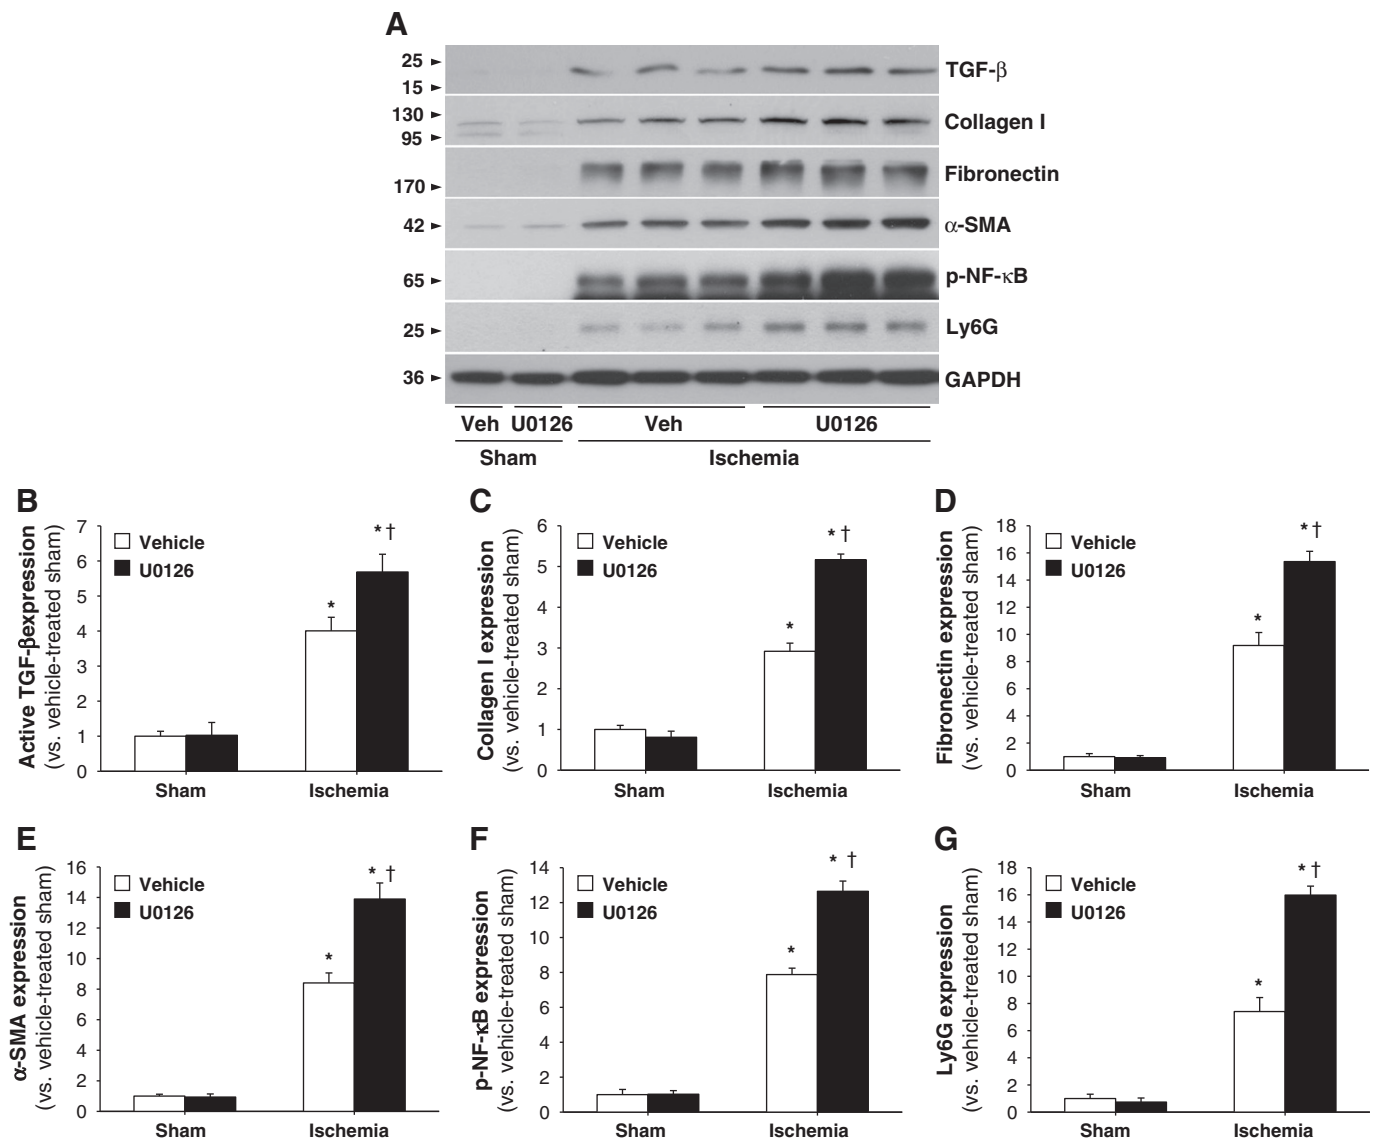 A
25 ►
15 ►
TGF-β
130 ►
95 ►
Collagen I
170 ►
Fibronectin
42 ►
α-SMA
65 ►
p-NF-κB
25 ►
Ly6G
36 ►
GAPDH
Veh U0126 Veh U0126
Sham Ischemia
B
Active TGF-βexpression
(vs. vehicle-treated sham)
7
6
5
4
3
2
1
0
Vehicle
U0126
*
* †
Sham Ischemia
C
Collagen I expression
(vs. vehicle-treated sham)
6
5
4
3
2
1
0
Vehicle
U0126
*
* †
Sham Ischemia
D
Fibronectin expression
(vs. vehicle-treated sham)
18
16
14
12
10
8
6
4
2
0
Vehicle
U0126
*
* †
Sham Ischemia
E
α-SMA expression
(vs. vehicle-treated sham)
16
14
12
10
8
6
4
2
0
Vehicle
U0126
*
* †
Sham Ischemia
F
p-NF-κB expression
(vs. vehicle-treated sham)
14
12
10
8
6
4
2
0
Vehicle
U0126
*
* †
Sham Ischemia
G
Ly6G expression
(vs. vehicle-treated sham)
18
16
14
12
10
8
6
4
2
0
Vehicle
U0126
*
* †
Sham Ischemia